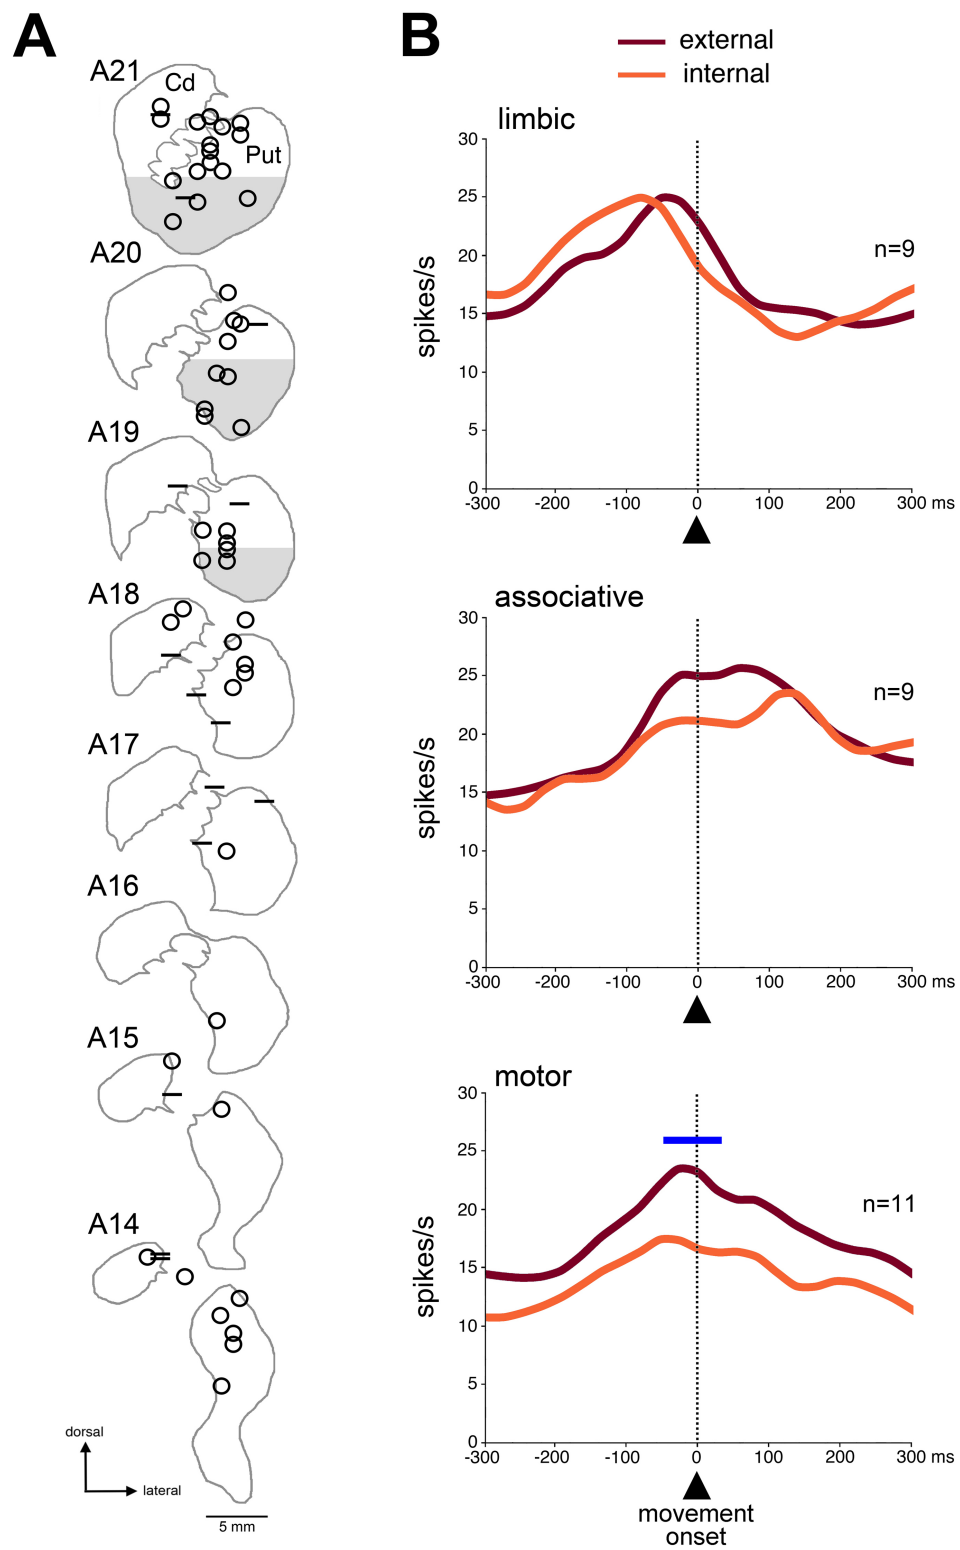 A
A21
Cd
Put
A20
A19
A18
A17
A16
A15
A14
dorsal
lateral
5 mm
B
external
internal
limbic
30
25
20
15
10
5
0
spikes/s
n=9
-300 -200 -100 0 100 200 300 ms
associative
30
25
20
15
10
5
0
spikes/s
n=9
-300 -200 -100 0 100 200 300 ms
motor
30
25
20
15
10
5
0
spikes/s
n=11
-300 -200 -100 0 100 200 300 ms
movement
onset